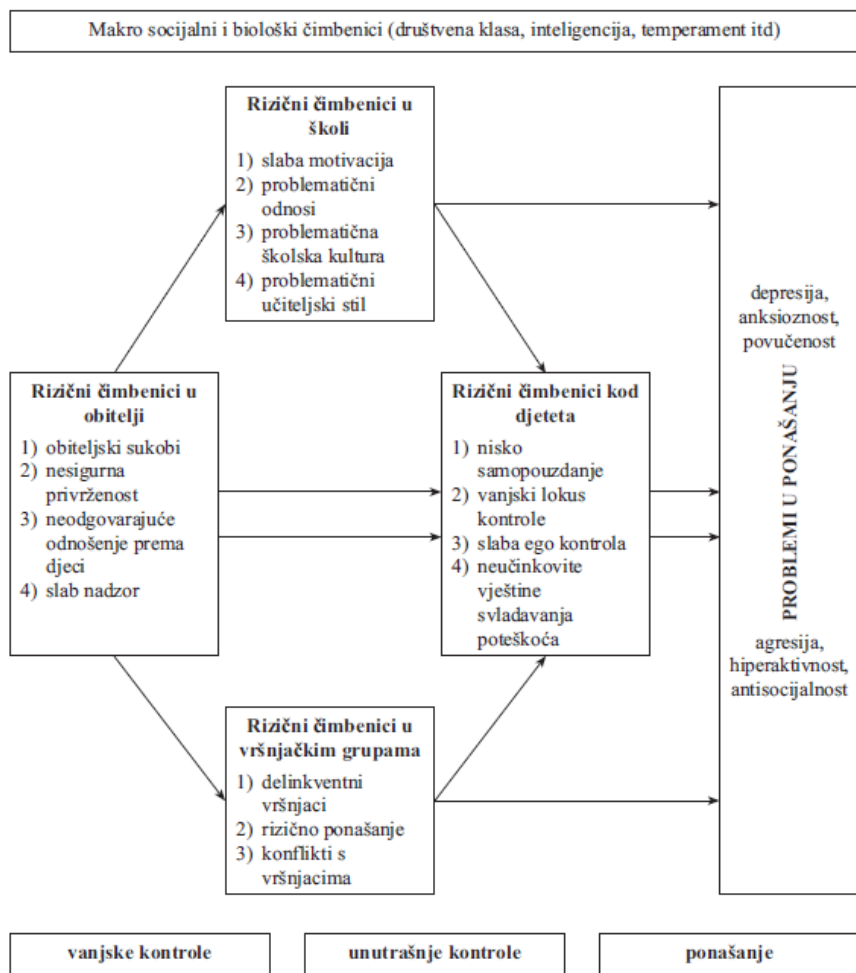 Makro socijalni i biološki čimbenici (društvena klasa, inteligencija, temperament itd)
Rizični čimbenici u
školi
1) slaba motivacija
2) problematični
odnosi
3) problematična
školska kultura
4) problematični
učiteljski stil
Rizični čimbenici u
obitelji
1) obiteljski sukobi
2) nesigurna
privrženost
3) neodgovarajuće
odnošenje prema
djeci
4) slab nadzor
Rizični čimbenici kod
djeteta
1) nisko
samopouzdanje
2) vanjski lokus
kontrole
3) slaba ego kontrola
4) neučinkovite
vještine
svladavanja
poteškoća
Rizični čimbenici u
vršnjačkim grupama
1) delinkventni
vršnjaci
2) rizično ponašanje
3) konflikti s
vršnjacima
depresija,
anksioznost,
povučenost
PROBLEMI U PONAŠANJU
agresija,
hiperaktivnost,
antisocijalnost
vanjske kontrole
unutrašnje kontrole
ponašanje